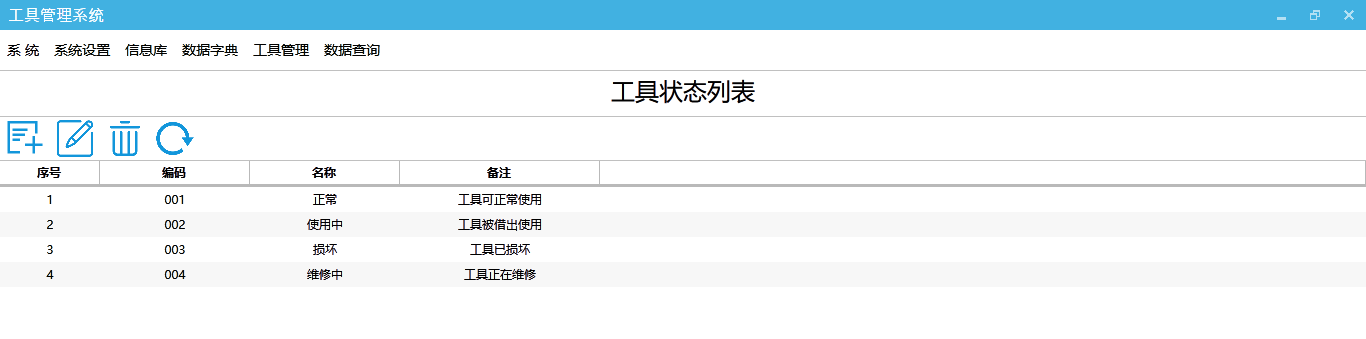 工具管理系统
系 统 系统设置 信息库 数据字典 工具管理 数据查询
工具状态列表
序号 编码 名称 备注
1 001 正常 工具可正常使用
2 002 使用中 工具被借出使用
3 003 损坏 工具已损坏
4 004 维修中 工具正在维修